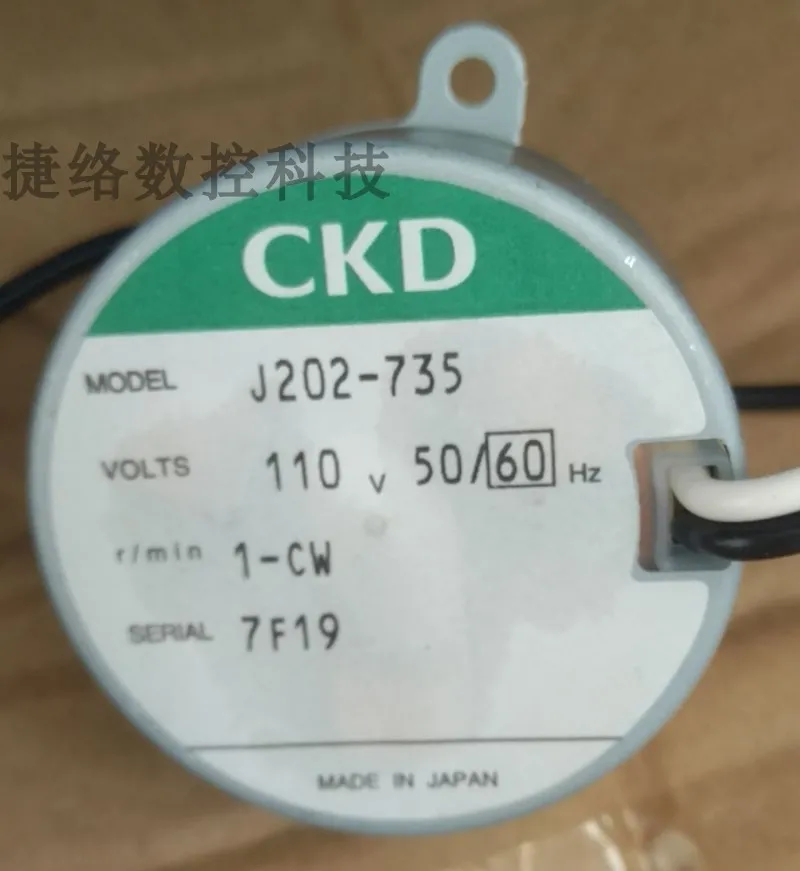 捷络数控科技
CKD
MODEL J202-735
VOLTS 110 v 50/60 Hz
r/min 1-CW
SERIAL 7F19
MADE IN JAPAN